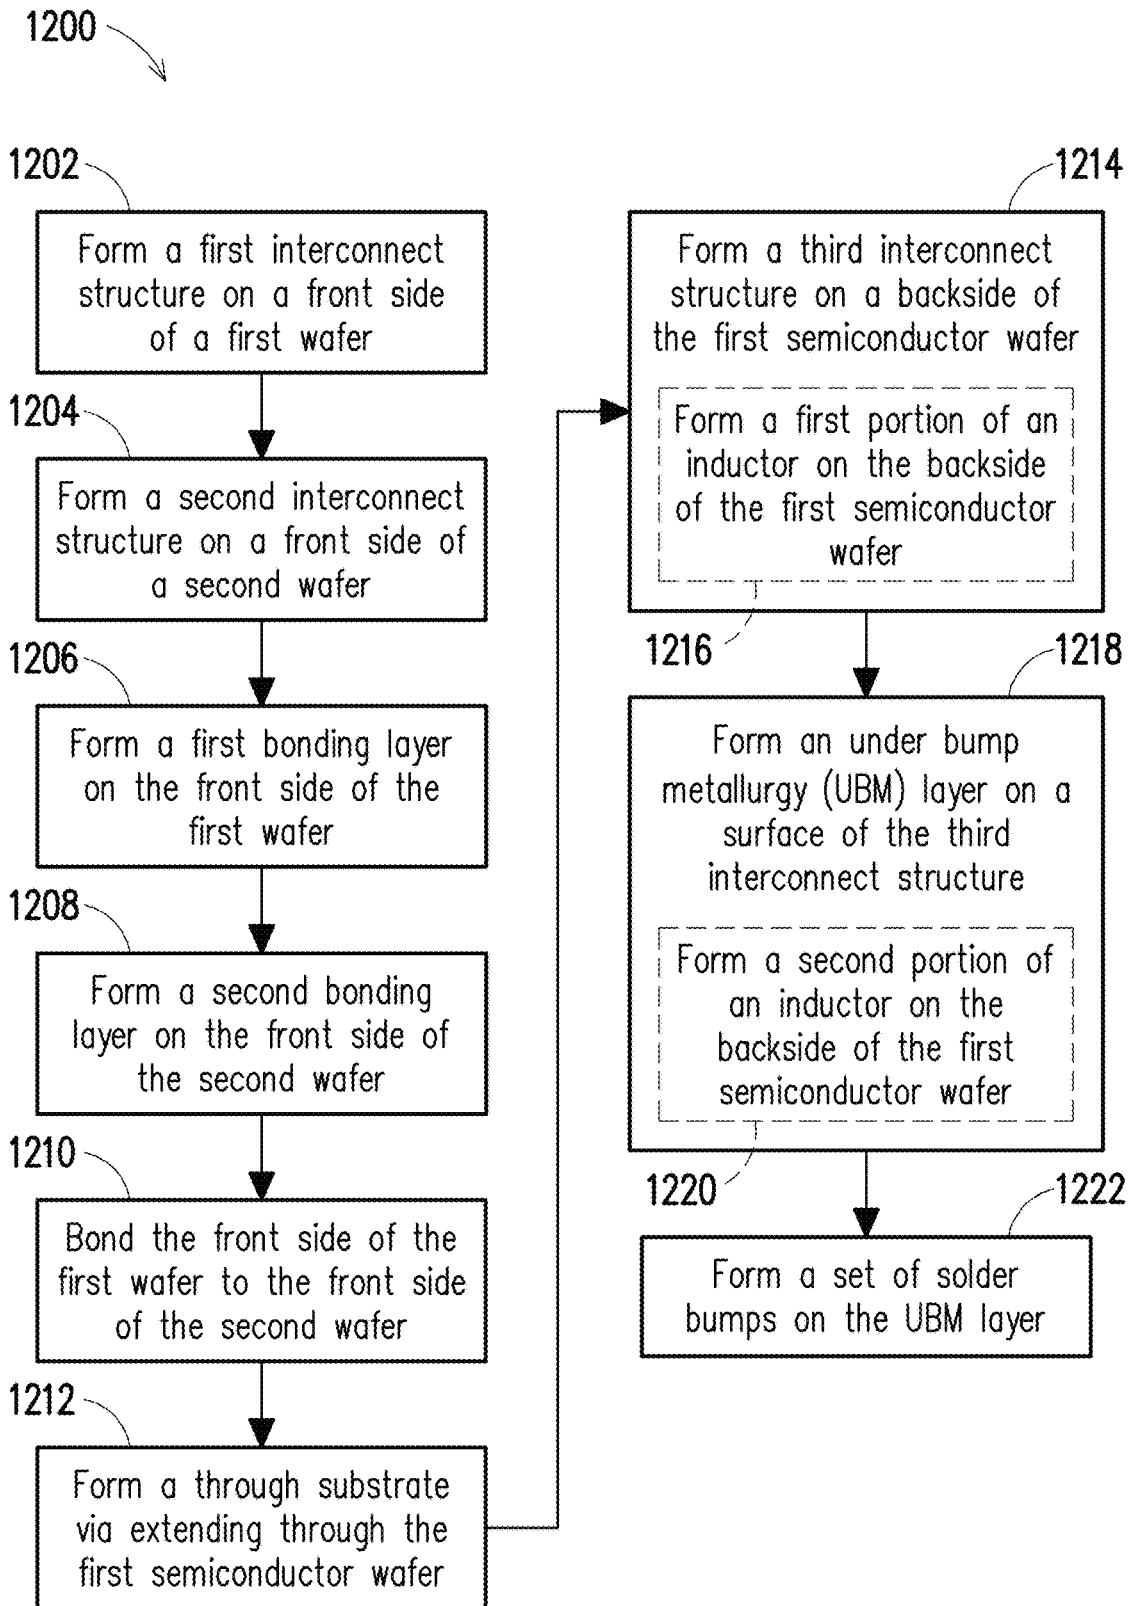 1200
1202
Form a first interconnect
structure on a front side
of a first wafer
1204
Form a second interconnect
structure on a front side of
a second wafer
1206
Form a first bonding layer
on the front side of the
first wafer
1208
Form a second bonding
layer on the front side of
the second wafer
1210
Bond the front side of the
first wafer to the front side
of the second wafer
1212
Form a through substrate
via extending through the
first semiconductor wafer
1214
Form a third interconnect
structure on a backside of
the first semiconductor wafer
Form a first portion of an
inductor on the backside
of the first semiconductor
wafer
1216
1218
Form an under bump
metallurgy (UBM) layer on a
surface of the third
interconnect structure
Form a second portion of
an inductor on the
backside of the first
semiconductor wafer
1220
1222
Form a set of solder
bumps on the UBM layer